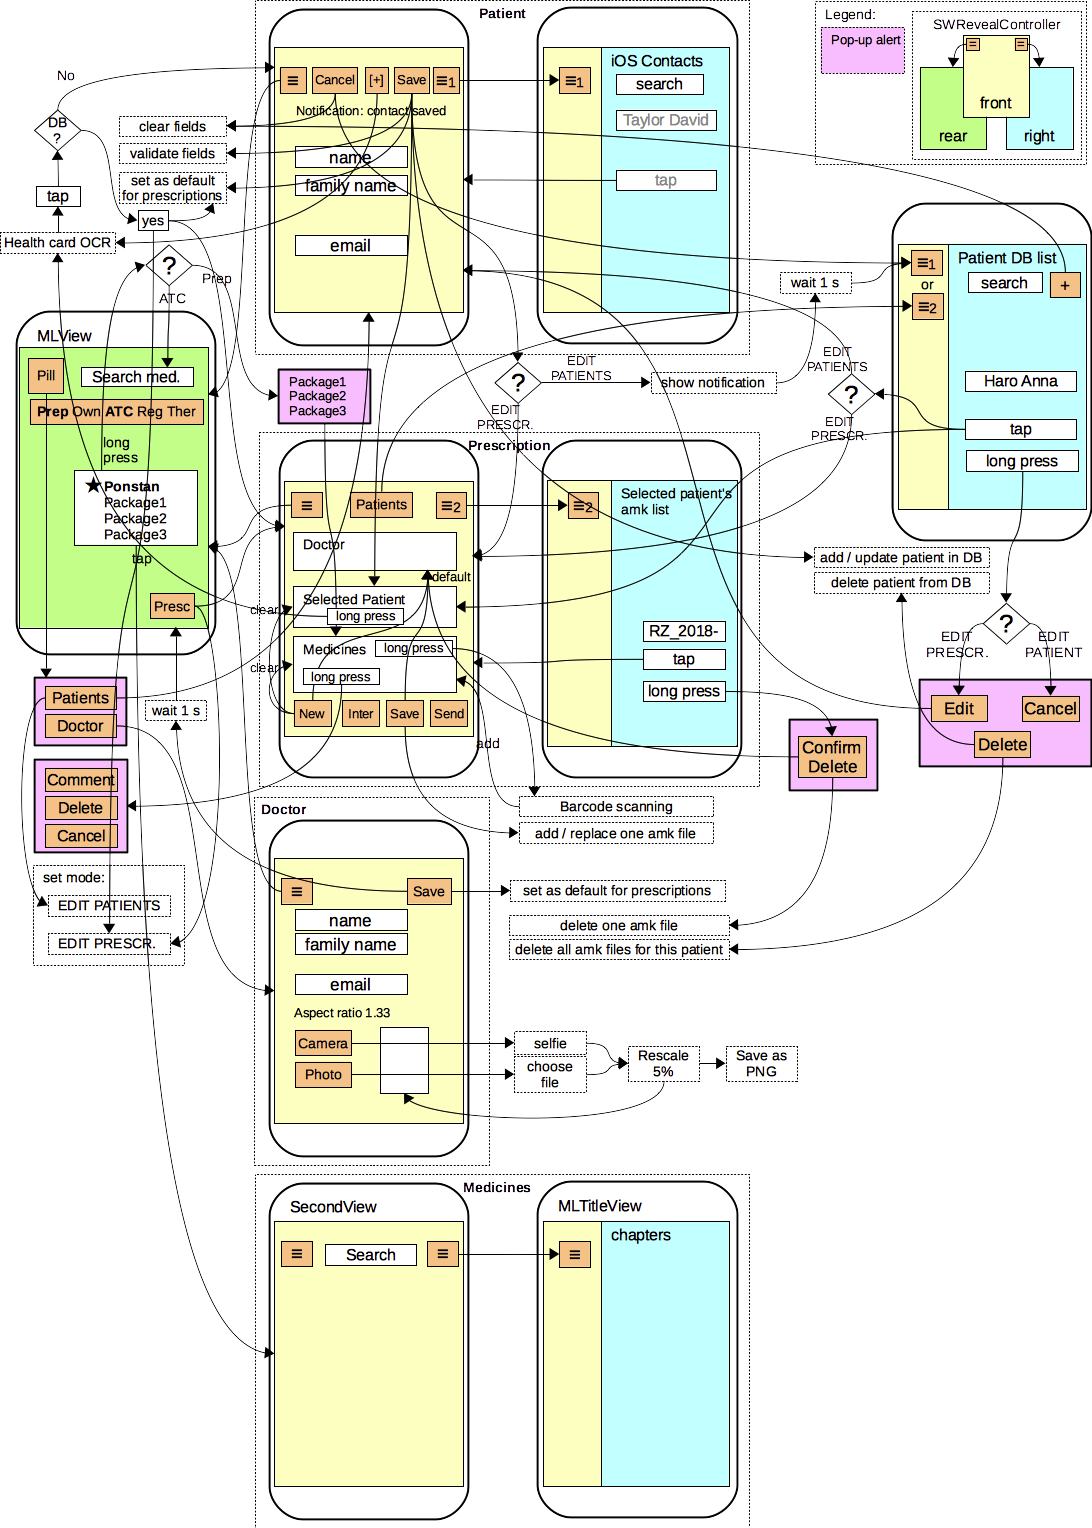 Patient
Legend:
Pop-up alert
SWRevealController
=
=
front
rear
right
No
DB
?
clear fields
validate fields
set as default
for prescriptions
tap
yes
Health card OCR
?
Prep
ATC
≡
Cancel
[+]
Save
≡1
Notification: contact saved
name
family name
email
≡1
iOS Contacts
search
Taylor David
tap
≡1
or
≡2
Patient DB list
search
+
Haro Anna
tap
long press
wait 1 s
EDIT
PATIENTS
?
EDIT
PRESCR.
?
EDIT
PATIENTS
EDIT
PRESCR.
show notification
MLView
Pill
Search med.
Prep Own ATC Reg Ther
long
press
★ Ponstan
Package1
Package2
Package3
tap
Presc
Package1
Package2
Package3
Prescription
≡
Patients
≡2
Doctor
default
Selected Patient
long press
clear
Medicines
long press
long press
clear
New
Inter
Save
Send
add
≡2
Selected patient's
amk list
RZ_2018-
tap
long press
add / update patient in DB
delete patient from DB
?
EDIT
PRESCR.
EDIT
PATIENT
Edit
Cancel
Delete
Confirm
Delete
Patients
Doctor
wait 1 s
Comment
Delete
Cancel
set mode:
EDIT PATIENTS
EDIT PRESCR.
Barcode scanning
add / replace one amk file
Doctor
≡
Save
name
family name
email
Aspect ratio 1.33
Camera
Photo
set as default for prescriptions
delete one amk file
delete all amk files for this patient
selfie
choose
file
Rescale
5%
Save as
PNG
Medicines
SecondView
≡
Search
≡
MLTitleView
≡
chapters